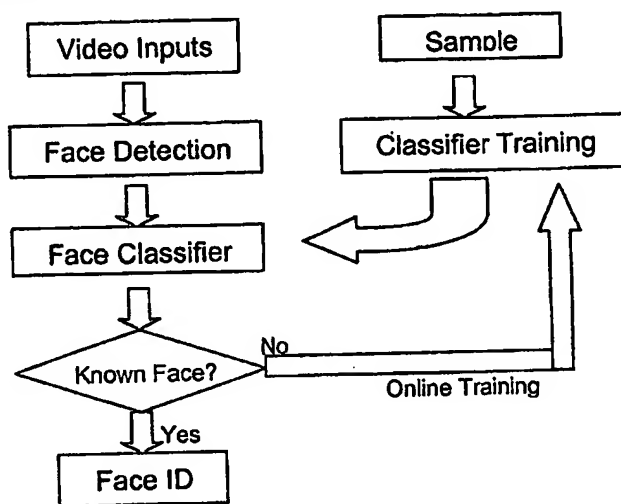 Video Inputs
Sample
Face Detection
Classifier Training
Face Classifier
Known Face?
No
Online Training
Yes
Face ID